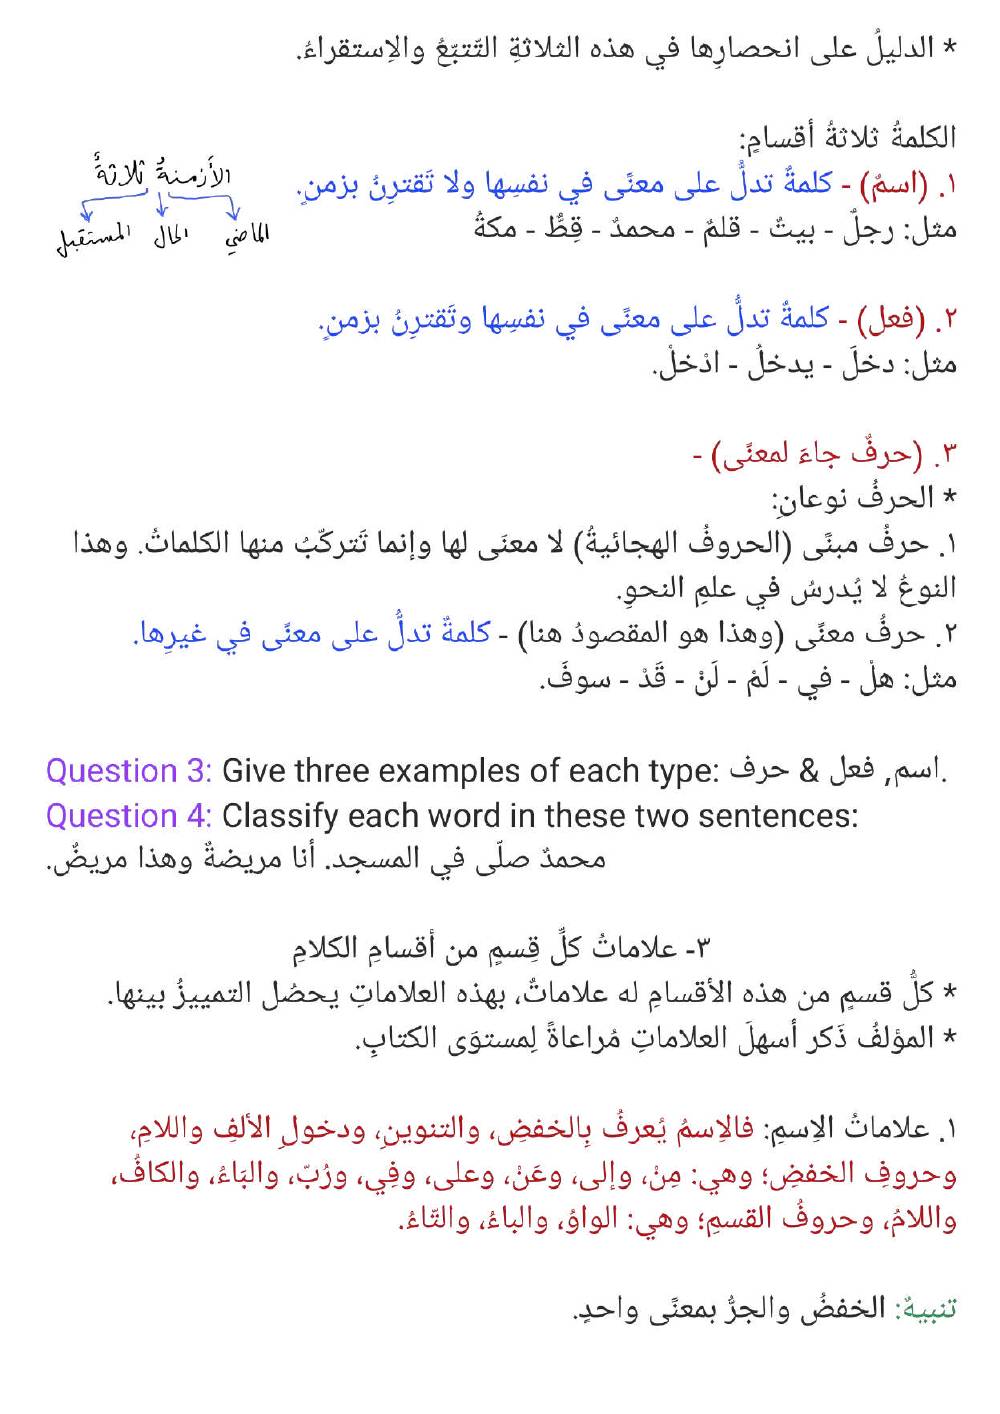 * الدليلُ على انحصارِها في هذه الثلاثةِ التّتبّعُ والاِستقراءُ.
الكلمةُ ثلاثةُ أقسامٍ:
١. (اسمٌ) - كلمةٌ تدلُّ على معنًى في نفسِها ولا تَقترِنُ بزمنٍ.
مثل: رجلٌ - بيتٌ - قلمٌ - محمدٌ - قِطٌّ - مكةُ
الأزمنةُ ثلاثةٌ
الماضي الحال المستقبل
٢. (فعل) - كلمةٌ تدلُّ على معنًى في نفسِها وتَقترِنُ بزمنٍ.
مثل: دخلَ - يدخلُ - ادْخلْ.
٣. (حرفٌ جاءَ لمعنًى) -
* الحرفُ نوعانِ:
١. حرفُ مبنًى (الحروفُ الهجائيةُ) لا معنَى لها وإنما تَتركّبُ منها الكلماتُ. وهذا
النوعُ لا يُدرسُ في علمِ النحوِ.
٢. حرفُ معنًى (وهذا هو المقصودُ هنا) - كلمةٌ تدلُّ على معنًى في غيرِها.
مثل: هلْ - في - لَمْ - لَنْ - قَدْ - سوفَ.
Question 3: Give three examples of each type: اسم, فعل & حرف.
Question 4: Classify each word in these two sentences:
محمدٌ صلّى في المسجدِ. أنا مريضةٌ وهذا مريضٌ.
٣- علاماتُ كلِّ قِسمٍ من أقسامِ الكلامِ
* كلُّ قسمٍ من هذه الأقسامِ له علاماتٌ، بهذه العلاماتِ يحصُل التمييزُ بينها.
* المؤلفُ ذَكر أسهلَ العلاماتِ مُراعاةً لِمستوَى الكتابِ.
١. علاماتُ الاِسمِ: فالاِسمُ يُعرفُ بِالخفضِ، والتنوينِ، ودخولِ الألفِ واللامِ،
وحروفِ الخفضِ؛ وهي: مِنْ، وإلى، وعَنْ، وعلى، وفِي، ورُبّ، والبَاءُ، والكافُ،
واللامُ، وحروفُ القسمِ؛ وهي: الواوُ، والباءُ، والتّاءُ.
تنبيهٌ: الخفضُ والجرُّ بمعنًى واحدٍ.